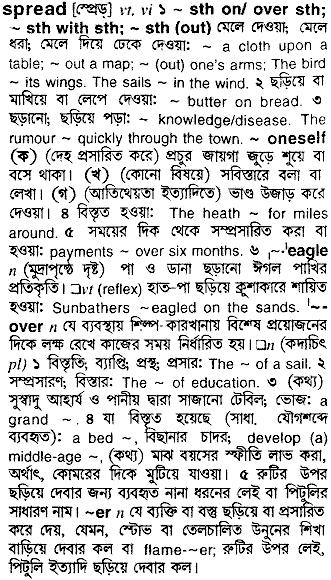 spread [স্প্রেড্] vt, vi ১ ~ sth on/ over sth;
~ sth with sth; ~ sth (out) মেলে দেওয়া; মেলে
ধরা; মেলে দিয়ে ঢেকে দেওয়া: ~ a cloth upon a
table; ~ out a map; ~ (out) one's arms; The bird
~ its wings. The sails ~ in the wind. ২ ছড়িয়ে বা
মাখিয়ে বা লেপে দেওয়া: ~ butter on bread. ৩
ছড়ানো; ছড়িয়ে পড়া: ~ knowledge/disease. The
rumour ~ quickly through the town. ~ oneself
(ক) (দেহ প্রসারিত করে) প্রচুর জায়গা জুড়ে শুয়ে বা
বসে থাকা। (খ) (কোনো বিষয়ে) সবিস্তারে বলা বা
লেখা। (গ) (আতিথেয়তা ইত্যাদিতে) ভাণ্ড উজাড় করে
দেওয়া। ৪ বিস্তৃত হওয়া: The heath ~ for miles
around. ৫ সময়ের দিক থেকে সম্প্রসারিত করা বা
হওয়া: payments ~ over six months. ৬ ,~-'eagle
n (মুদ্রাপৃষ্ঠে দৃষ্ট) পা ও ডানা ছড়ানো ঈগল পাখির
প্রতিকৃতি। □vt (reflex) হাত-পা ছড়িয়ে ক্রুশাকারে শায়িত
হওয়া: Sunbathers ~eagled on the sands. '~-
over n যে ব্যবস্থায় শিল্প-কারখানায় বিশেষ প্রয়োজনের
দিকে লক্ষ রেখে কাজের সময় নির্ধারিত হয়। □n (কদাচিৎ
pl) ১ বিস্তৃতি; ব্যাপ্তি; প্রস্থ; প্রসার: The ~ of a sail. ২
সম্প্রসারণ; বিস্তার: The ~ of education. ৩ (কথ্য)
সুস্বাদু আহার্য ও পানীয় দ্বারা সাজানো টেবিল; ভোজ: a
grand ~. ৪ যা বিস্তৃত হয়েছে (সাধা. যৌগশব্দে
ব্যবহৃত): a bed ~, বিছানার চাদর; develop (a)
middle-age ~, (কথ্য) মাঝ বয়সের স্ফীতি লাভ করা,
অর্থাৎ, কোমরের দিকে মুটিয়ে যাওয়া। ৫ রুটির উপর
ছড়িয়ে দেবার জন্য ব্যবহৃত নানা ধরনের লেই বা পিটুলির
সাধারণ নাম। ~er n যে ব্যক্তি বা বস্তু ছড়িয়ে বা প্রসারিত
করে দেয়, যেমন, স্টোভ বা তেলচালিত উনুনের শিখা
বাড়িয়ে দেবার কল বা flame-~er; রুটির উপর লেই,
পিটুলি ইত্যাদি ছড়িয়ে দেবার কল।